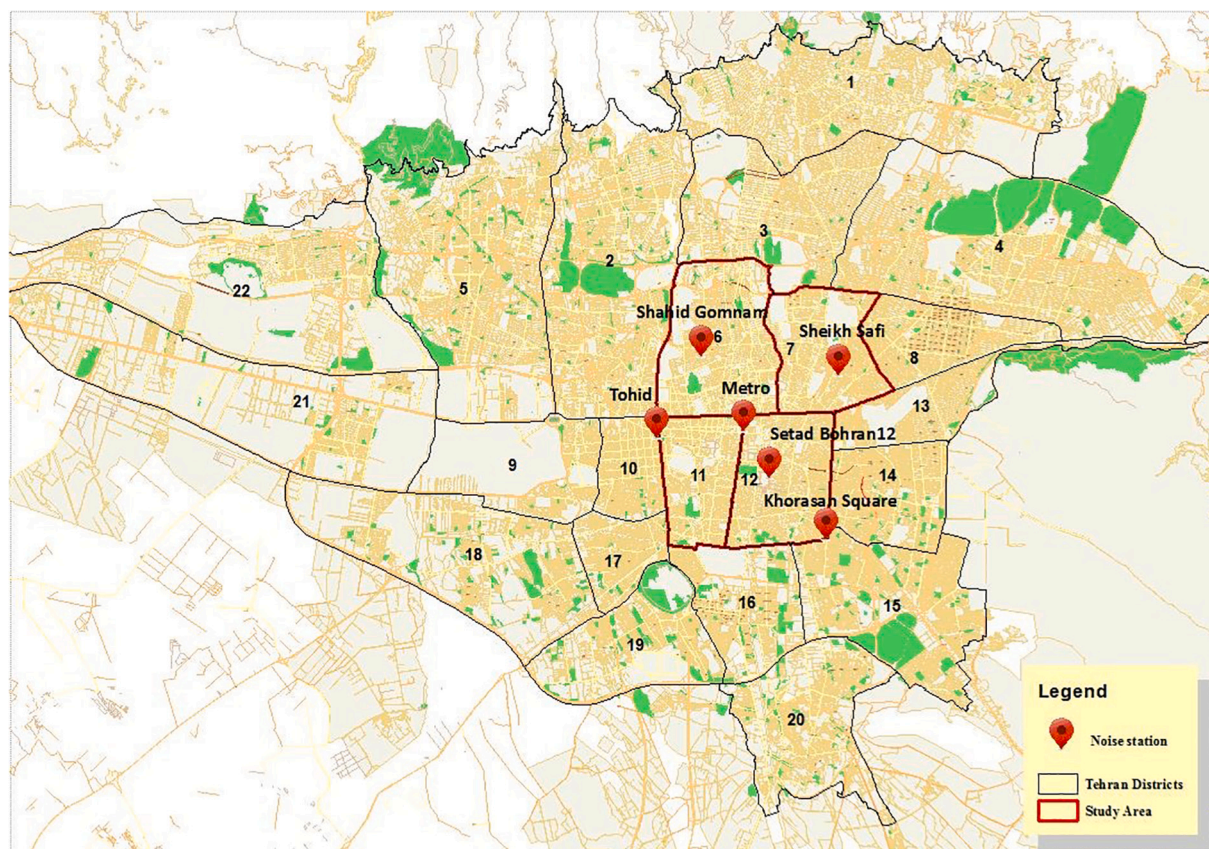 1
3
4
2
5
22
Shahid Gomnam
6
Sheikh Safi
7
8
21
Tohid
Metro
13
Setad Bohran12
9
10
11
12
14
Khorasan Square
18
17
16
15
19
20
Legend
Noise station
Tehran Districts
Study Area